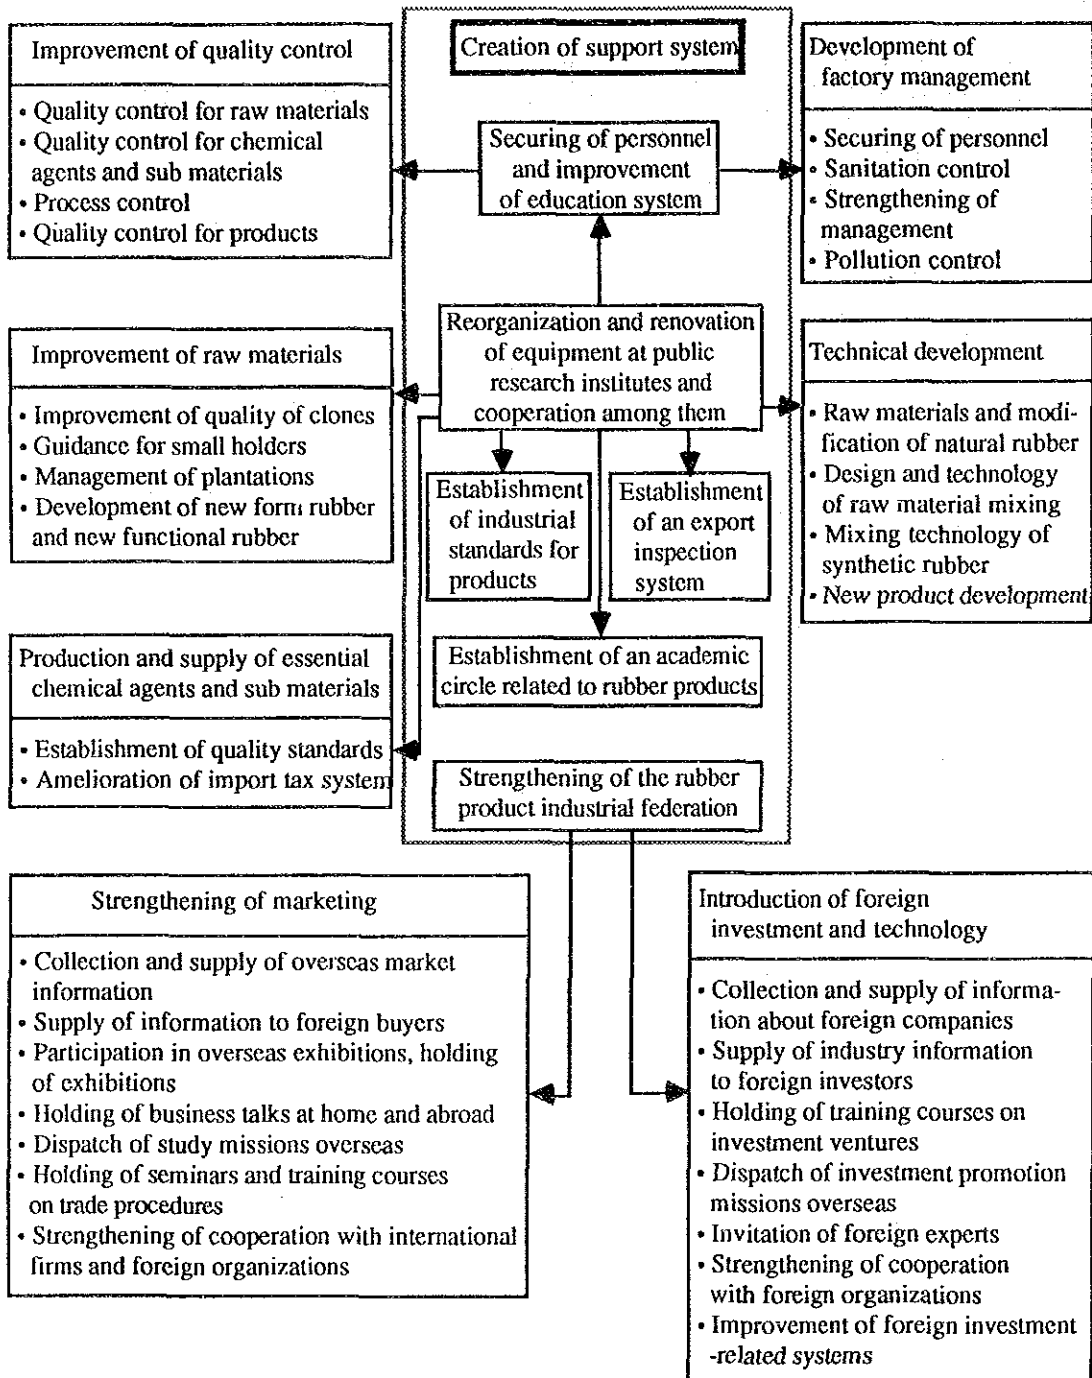 Creation of support system
Improvement of quality control
• Quality control for raw materials
• Quality control for chemical
agents and sub materials
• Process control
• Quality control for products
Securing of personnel
and improvement
of education system
Development of
factory management
• Securing of personnel
• Sanitation control
• Strengthening of
management
• Pollution control
Improvement of raw materials
• Improvement of quality of clones
• Guidance for small holders
• Management of plantations
• Development of new form rubber
and new functional rubber
Reorganization and renovation
of equipment at public
research institutes and
cooperation among them
Technical development
• Raw materials and modi-
fication of natural rubber
• Design and technology
of raw material mixing
• Mixing technology of
synthetic rubber
• New product development
Establishment
of industrial
standards for
products
Establishment
of an export
inspection
system
Production and supply of essential
chemical agents and sub materials
• Establishment of quality standards
• Amelioration of import tax system
Establishment of an academic
circle related to rubber products
Strengthening of the rubber
product industrial federation
Strengthening of marketing
• Collection and supply of overseas market
information
• Supply of information to foreign buyers
• Participation in overseas exhibitions, holding
of exhibitions
• Holding of business talks at home and abroad
• Dispatch of study missions overseas
• Holding of seminars and training courses
on trade procedures
• Strengthening of cooperation with international
firms and foreign organizations
Introduction of foreign
investment and technology
• Collection and supply of informa-
tion about foreign companies
• Supply of industry information
to foreign investors
• Holding of training courses on
investment ventures
• Dispatch of investment promotion
missions overseas
• Invitation of foreign experts
• Strengthening of cooperation
with foreign organizations
• Improvement of foreign investment
-related systems